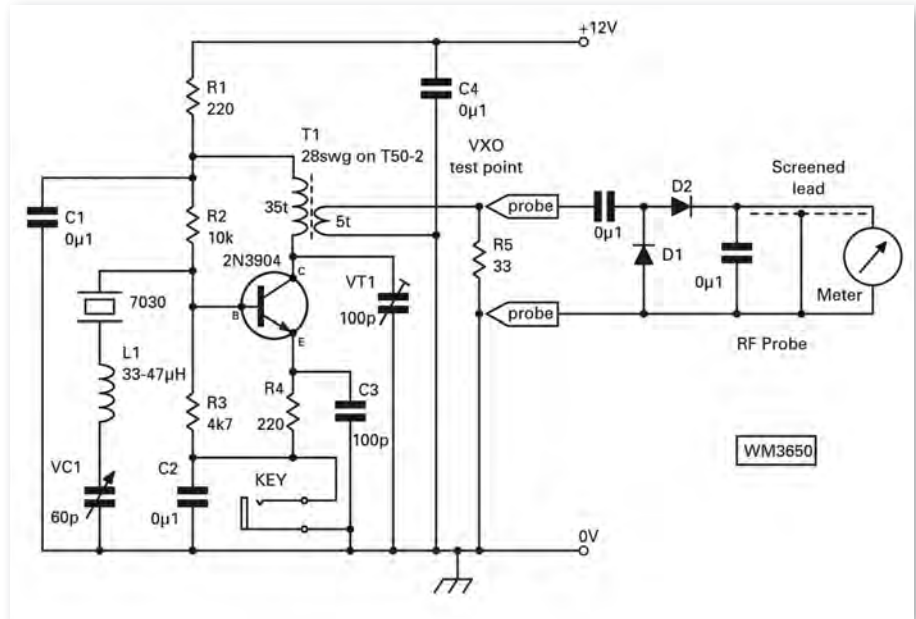 +12V
R1
220
C4
0µ1
T1
28swg on T50-2
VXO
test point
Screened
lead
35t
5t
probe
D2
C1
0µ1
R2
10k
0µ1
D1
R5
33
0µ1
2N3904
C
B
E
VT1
100p
7030
probe
Meter
RF Probe
L1
33-47µH
R3
4k7
R4
220
C3
100p
WM3650
VC1
60p
C2
0µ1
KEY
0V